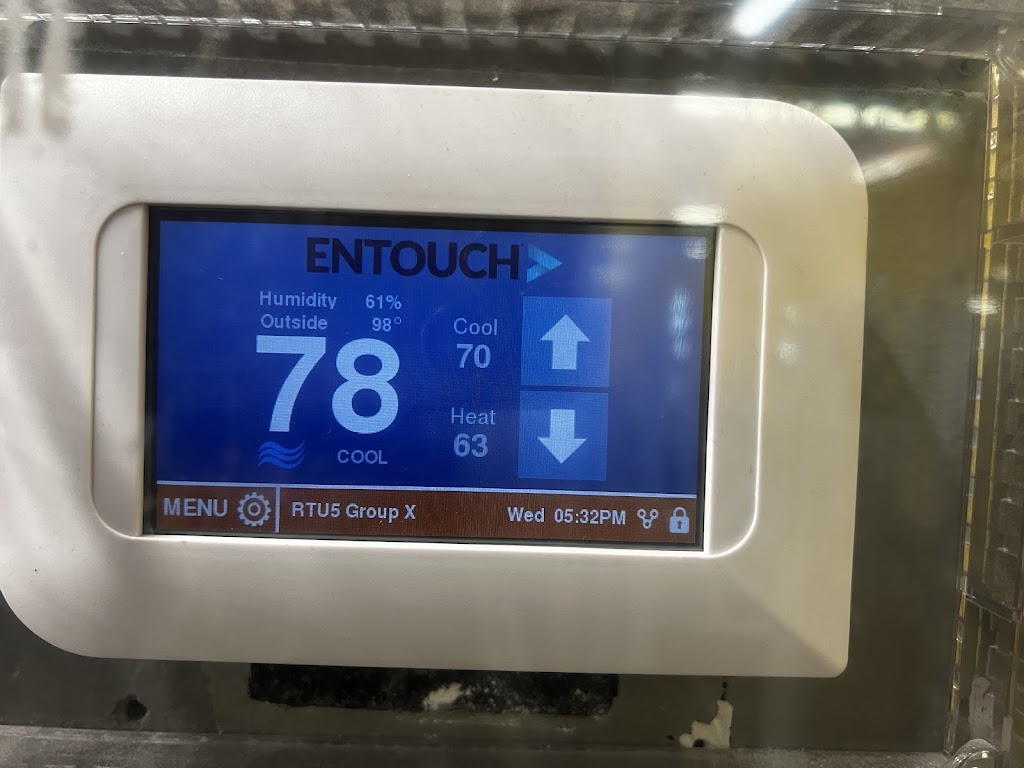 ENTOUCH
Humidity 61%
Outside 98°
78
COOL
Cool
70
Heat
63
MENU
RTU5 Group X
Wed 05:32PM